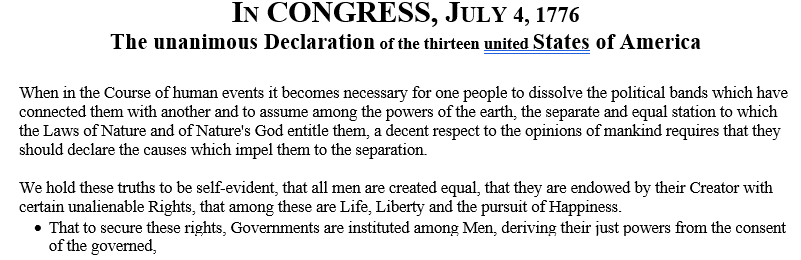 IN CONGRESS, JULY 4, 1776
The unanimous Declaration of the thirteen united States of America
When in the Course of human events it becomes necessary for one people to dissolve the political bands which have
connected them with another and to assume among the powers of the earth, the separate and equal station to which
the Laws of Nature and of Nature's God entitle them, a decent respect to the opinions of mankind requires that they
should declare the causes which impel them to the separation.
We hold these truths to be self-evident, that all men are created equal, that they are endowed by their Creator with
certain unalienable Rights, that among these are Life, Liberty and the pursuit of Happiness.
• That to secure these rights, Governments are instituted among Men, deriving their just powers from the consent
of the governed,